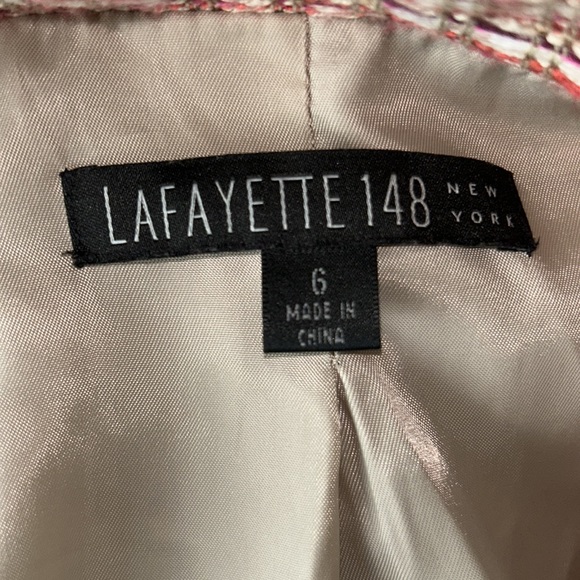 LAFAYETTE 148 NEW YORK
6
MADE IN
CHINA